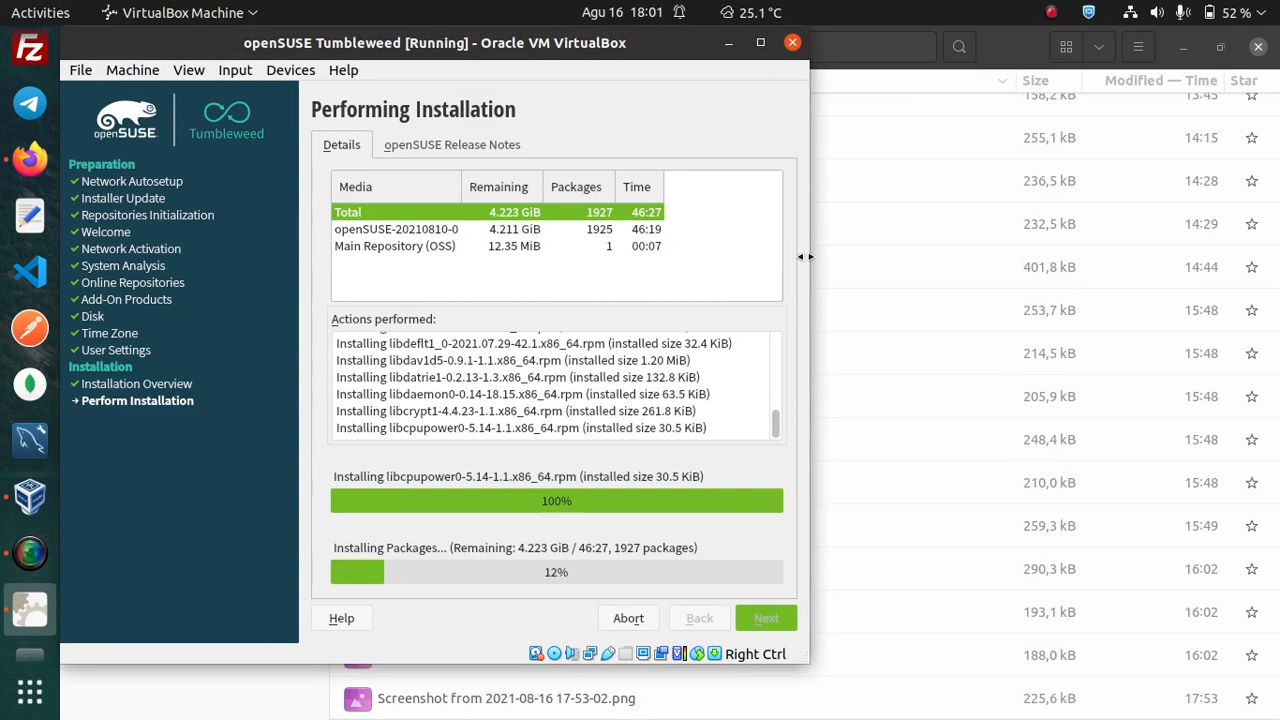 Activities
VirtualBox Machine
Agu 16 18:01
25.1°C
52 %
openSUSE Tumbleweed [Running] - Oracle VM VirtualBox
File Machine View Input Devices Help
openSUSE
Tumbleweed
Preparation
Network Autosetup
Installer Update
Repositories Initialization
Welcome
Network Activation
System Analysis
Online Repositories
Add-On Products
Disk
Time Zone
User Settings
Installation
Installation Overview
Perform Installation
Performing Installation
Details openSUSE Release Notes
Media Remaining Packages Time
Total 4.223 GiB 1927 46:27
openSUSE-20210810-0 4.211 GiB 1925 46:19
Main Repository (OSS) 12.35 MiB 1 00:07
Actions performed:
Installing libdeflt1_0-2021.07.29-42.1.x86_64.rpm (installed size 32.4 KiB)
Installing libdav1d5-0.9.1-1.1.x86_64.rpm (installed size 1.20 MiB)
Installing libdatrie1-0.2.13-1.3.x86_64.rpm (installed size 132.8 KiB)
Installing libdaemon0-0.14-18.15.x86_64.rpm (installed size 63.5 KiB)
Installing libcrypt1-4.4.23-1.1.x86_64.rpm (installed size 261.8 KiB)
Installing libcpupower0-5.14-1.1.x86_64.rpm (installed size 30.5 KiB)
Installing libcpupower0-5.14-1.1.x86_64.rpm (installed size 30.5 KiB)
100%
Installing Packages... (Remaining: 4.223 GiB / 46:27, 1927 packages)
12%
Help Abort Back Next
Right Ctrl
Size Modified — Time Star
158,2 kB 13:45
255,1 kB 14:15
236,5 kB 14:28
232,5 kB 14:29
401,8 kB 14:44
253,7 kB 15:48
214,5 kB 15:48
205,9 kB 15:48
248,4 kB 15:48
210,0 kB 15:48
259,3 kB 15:49
290,3 kB 16:02
193,1 kB 16:02
188,0 kB 16:02
Screenshot from 2021-08-16 17-53-02.png 225,6 kB 17:53